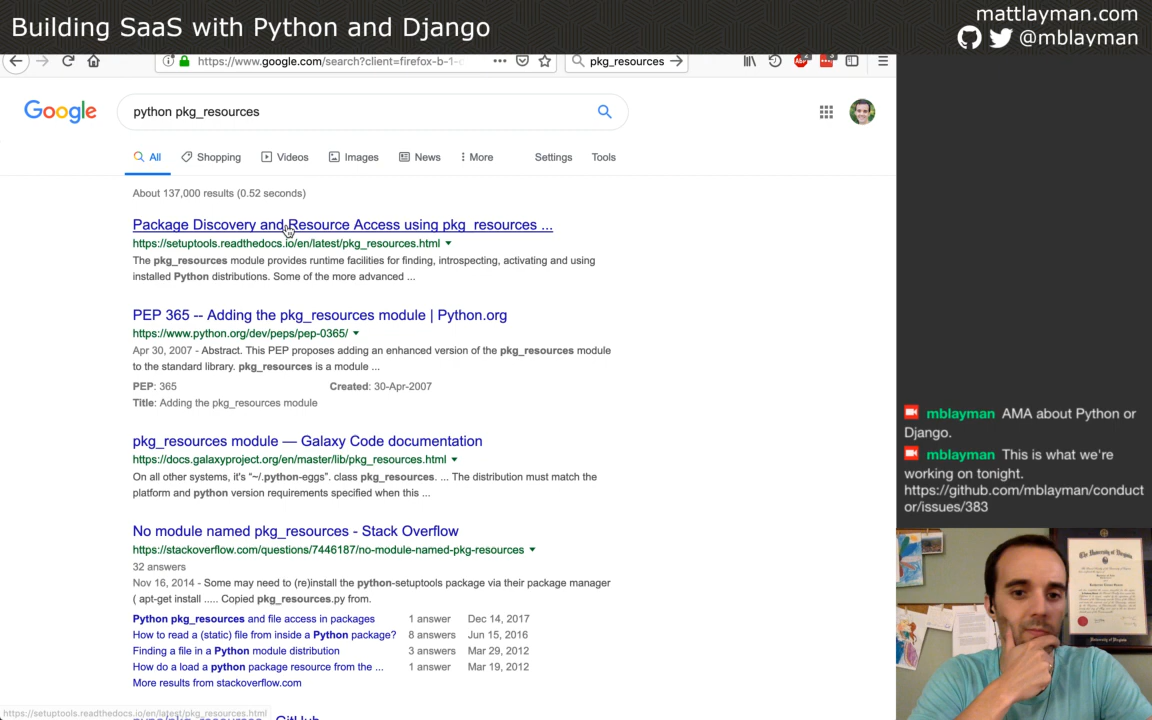 Building SaaS with Python and Django
mattlayman.com
@mblayman
https://www.google.com/search?client=firefox-b-1-d
pkg_resources
Google
python pkg_resources
All Shopping Videos Images News More Settings Tools
About 137,000 results (0.52 seconds)
Package Discovery and Resource Access using pkg_resources ...
https://setuptools.readthedocs.io/en/latest/pkg_resources.html
The pkg_resources module provides runtime facilities for finding, introspecting, activating and using
installed Python distributions. Some of the more advanced ...
PEP 365 -- Adding the pkg_resources module | Python.org
https://www.python.org/dev/peps/pep-0365/
Apr 30, 2007 - Abstract. This PEP proposes adding an enhanced version of the pkg_resources module
to the standard library. pkg_resources is a module ...
PEP: 365 Created: 30-Apr-2007
Title: Adding the pkg_resources module
pkg_resources module — Galaxy Code documentation
https://docs.galaxyproject.org/en/master/lib/pkg_resources.html
On all other systems, it's “~/.python-eggs”. class pkg_resources. ... The distribution must match the
platform and python version requirements specified when this ...
No module named pkg_resources - Stack Overflow
https://stackoverflow.com/questions/7446187/no-module-named-pkg-resources
32 answers
Nov 16, 2014 - Some may need to (re)install the python-setuptools package via their package manager
( apt-get install ..... Copied pkg_resources.py from.
Python pkg_resources and file access in packages 1 answer Dec 14, 2017
How to read a (static) file from inside a Python package? 8 answers Jun 15, 2016
Finding a file in a Python module distribution 3 answers Mar 29, 2012
How do a load a python package resource from the ... 1 answer Mar 19, 2012
More results from stackoverflow.com
https://setuptools.readthedocs.io/en/latest/pkg_resources.html
mblayman AMA about Python or
Django.
mblayman This is what we're
working on tonight.
https://github.com/mblayman/conduct
or/issues/383
The University of Virginia